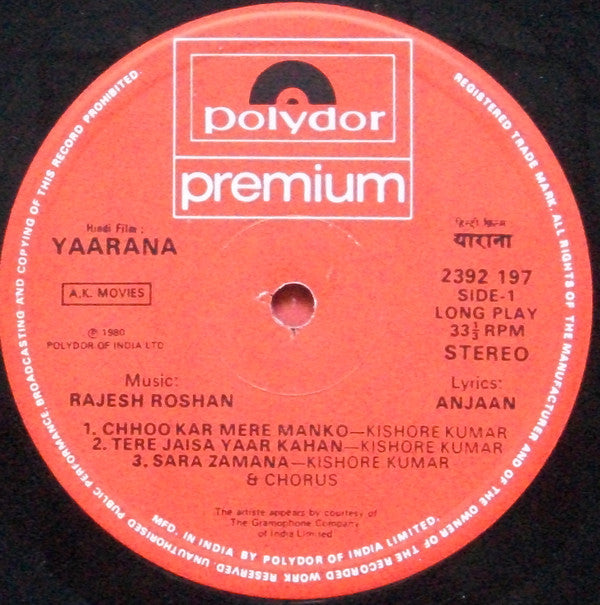 polydor
premium
Hindi Film :
YAARANA
A.K. MOVIES
℗ 1980
POLYDOR OF INDIA LTD
हिन्दी फ़िल्म
याराना
2392 197
SIDE-1
LONG PLAY
33⅓ RPM
STEREO
Music:
RAJESH ROSHAN
Lyrics:
ANJAAN
1. CHHOO KAR MERE MANKO—KISHORE KUMAR
2. TERE JAISA YAAR KAHAN—KISHORE KUMAR
3. SARA ZAMANA—KISHORE KUMAR
& CHORUS
The artiste appears by courtesy of
The Gramophone Company
of India Limited
MFD. IN INDIA BY POLYDOR OF INDIA LIMITED.
REGISTERED TRADE MARK. ALL RIGHTS OF THE MANUFACTURER AND OF THE OWNER OF THE RECORDED WORK RESERVED. UNAUTHORISED PUBLIC PERFORMANCE, BROADCASTING AND COPYING OF THIS RECORD PROHIBITED.